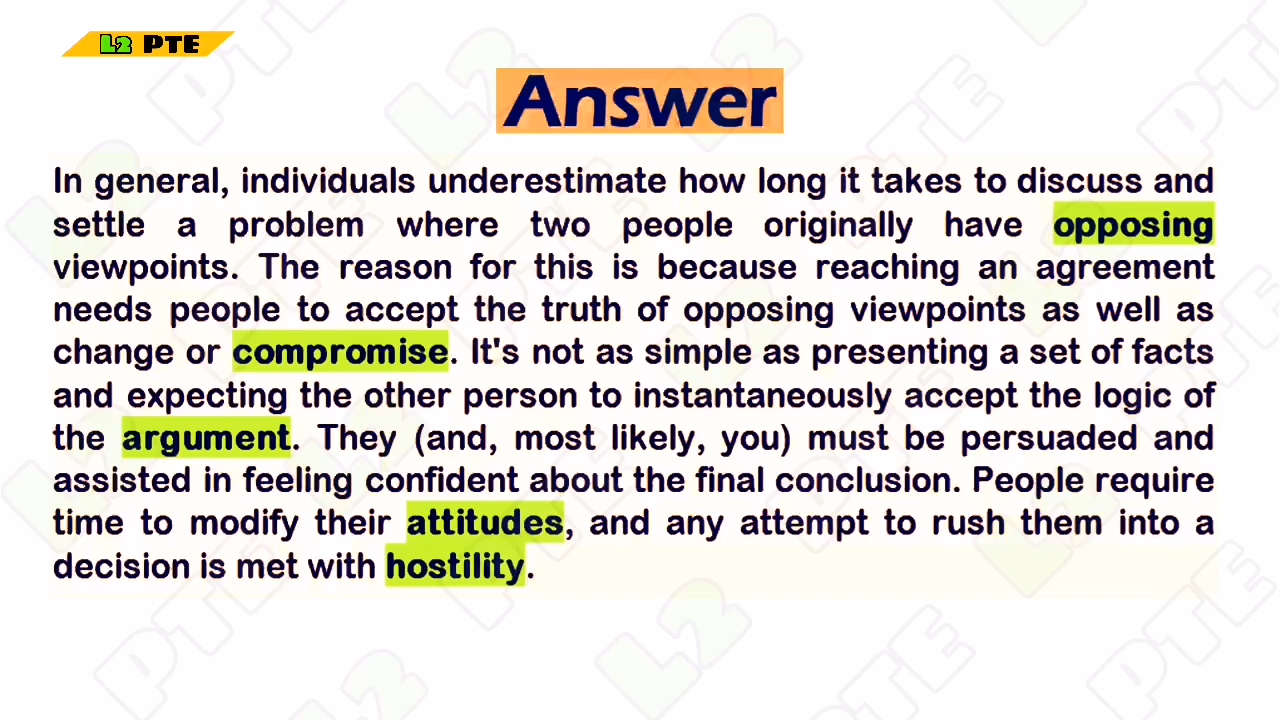 L2 PTE
Answer
In general, individuals underestimate how long it takes to discuss and
settle a problem where two people originally have opposing
viewpoints. The reason for this is because reaching an agreement
needs people to accept the truth of opposing viewpoints as well as
change or compromise. It's not as simple as presenting a set of facts
and expecting the other person to instantaneously accept the logic of
the argument. They (and, most likely, you) must be persuaded and
assisted in feeling confident about the final conclusion. People require
time to modify their attitudes, and any attempt to rush them into a
decision is met with hostility.